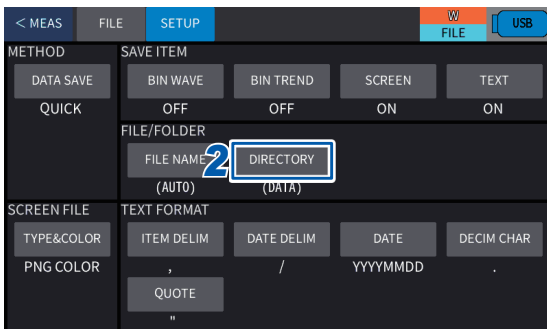 < MEAS FILE SETUP W FILE USB
METHOD SAVE ITEM
DATA SAVE BIN WAVE BIN TREND SCREEN TEXT
QUICK OFF OFF ON ON
FILE/FOLDER
FILE NAME 2 DIRECTORY
(AUTO) (DATA)
SCREEN FILE TEXT FORMAT
TYPE&COLOR ITEM DELIM DATE DELIM DATE DECIM CHAR
PNG COLOR , / YYYYMMDD .
QUOTE
"